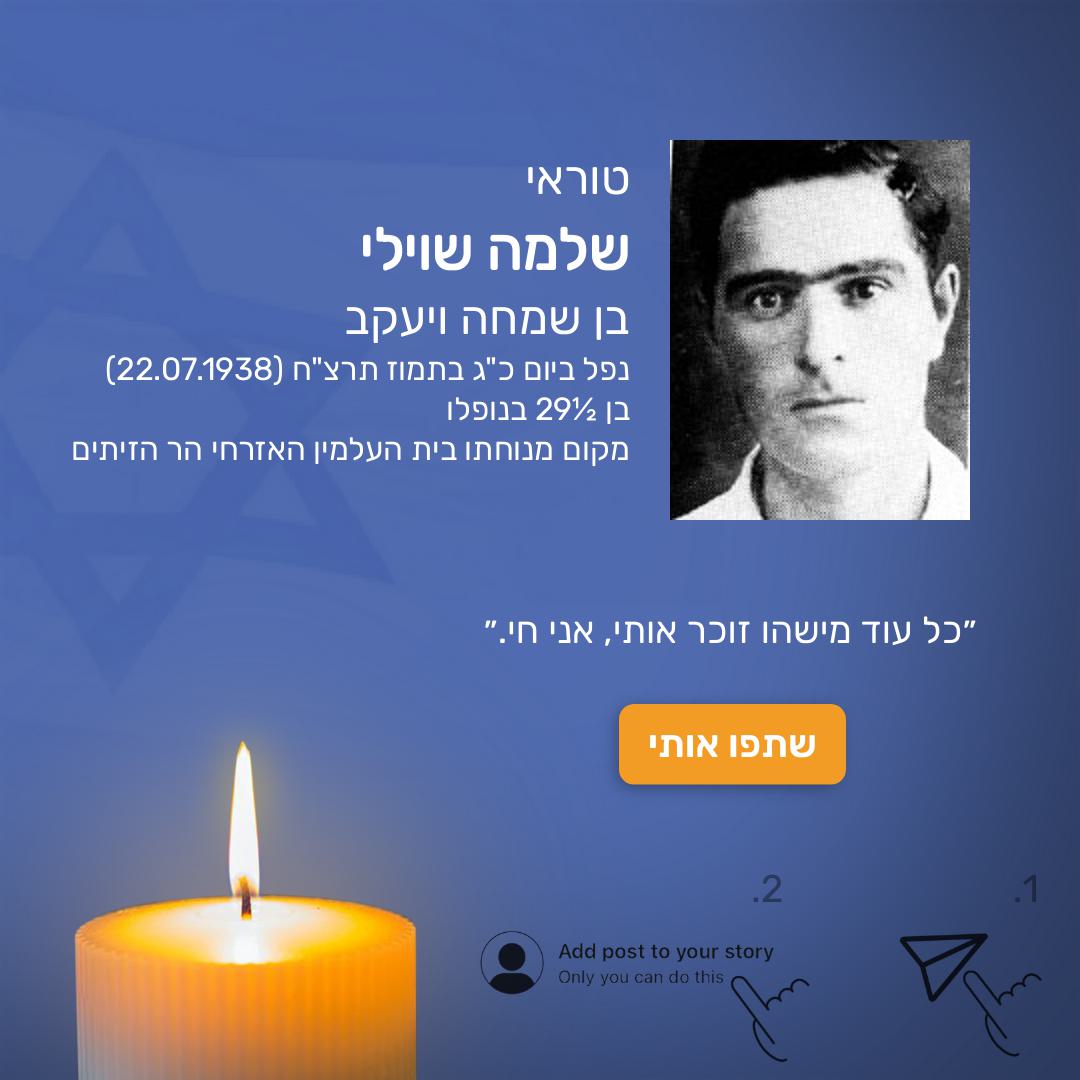 טוראי
שלמה שוילי
בן שמחה ויעקב
נפל ביום כ"ג בתמוז תרצ"ח (22.07.1938)
בן 29½ בנופלו
מקום מנוחתו בית העלמין האזרחי הר הזיתים
״כל עוד מישהו זוכר אותי, אני חי.״
שתפו אותי
1.
2.
Add post to your story
Only you can do this